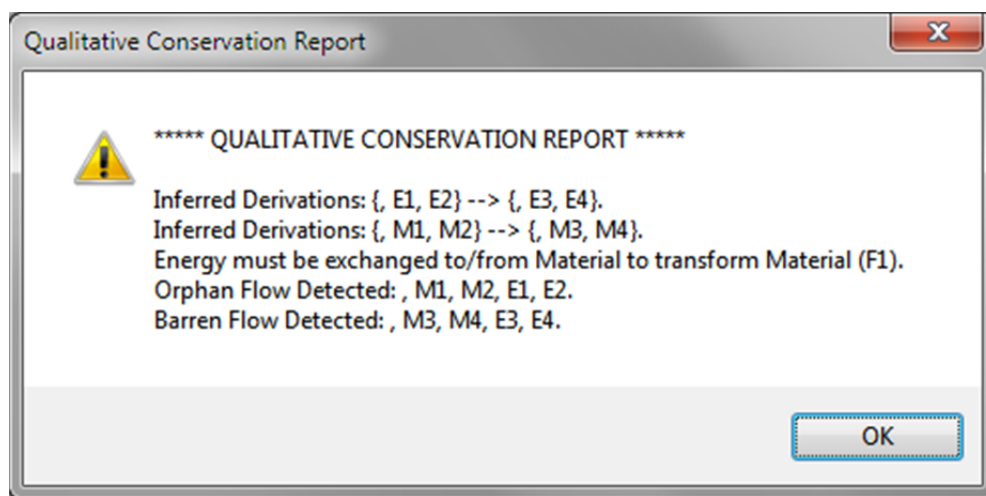 Qualitative Conservation Report
***** QUALITATIVE CONSERVATION REPORT *****
Inferred Derivations: {, E1, E2} --> {, E3, E4}.
Inferred Derivations: {, M1, M2} --> {, M3, M4}.
Energy must be exchanged to/from Material to transform Material (F1).
Orphan Flow Detected: , M1, M2, E1, E2.
Barren Flow Detected: , M3, M4, E3, E4.
OK